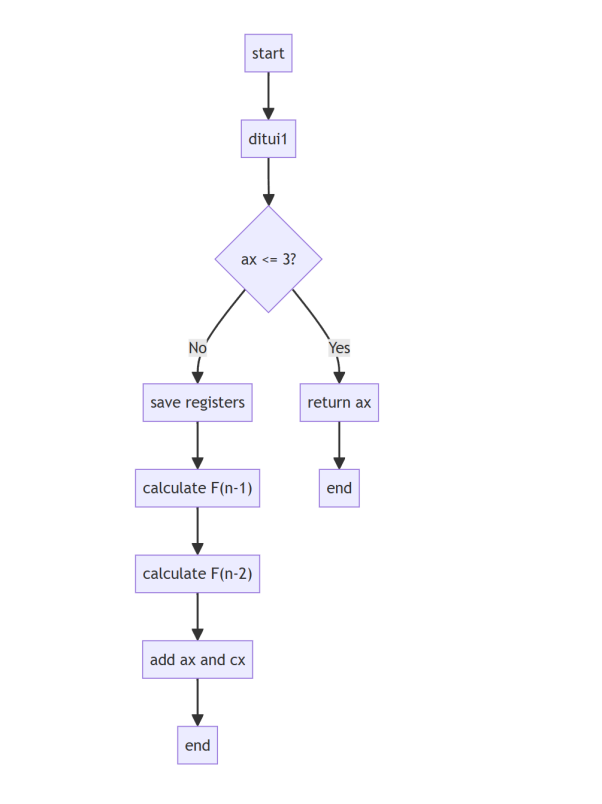 start
ditui1
ax <= 3?
No
Yes
save registers
return ax
calculate F(n-1)
end
calculate F(n-2)
add ax and cx
end